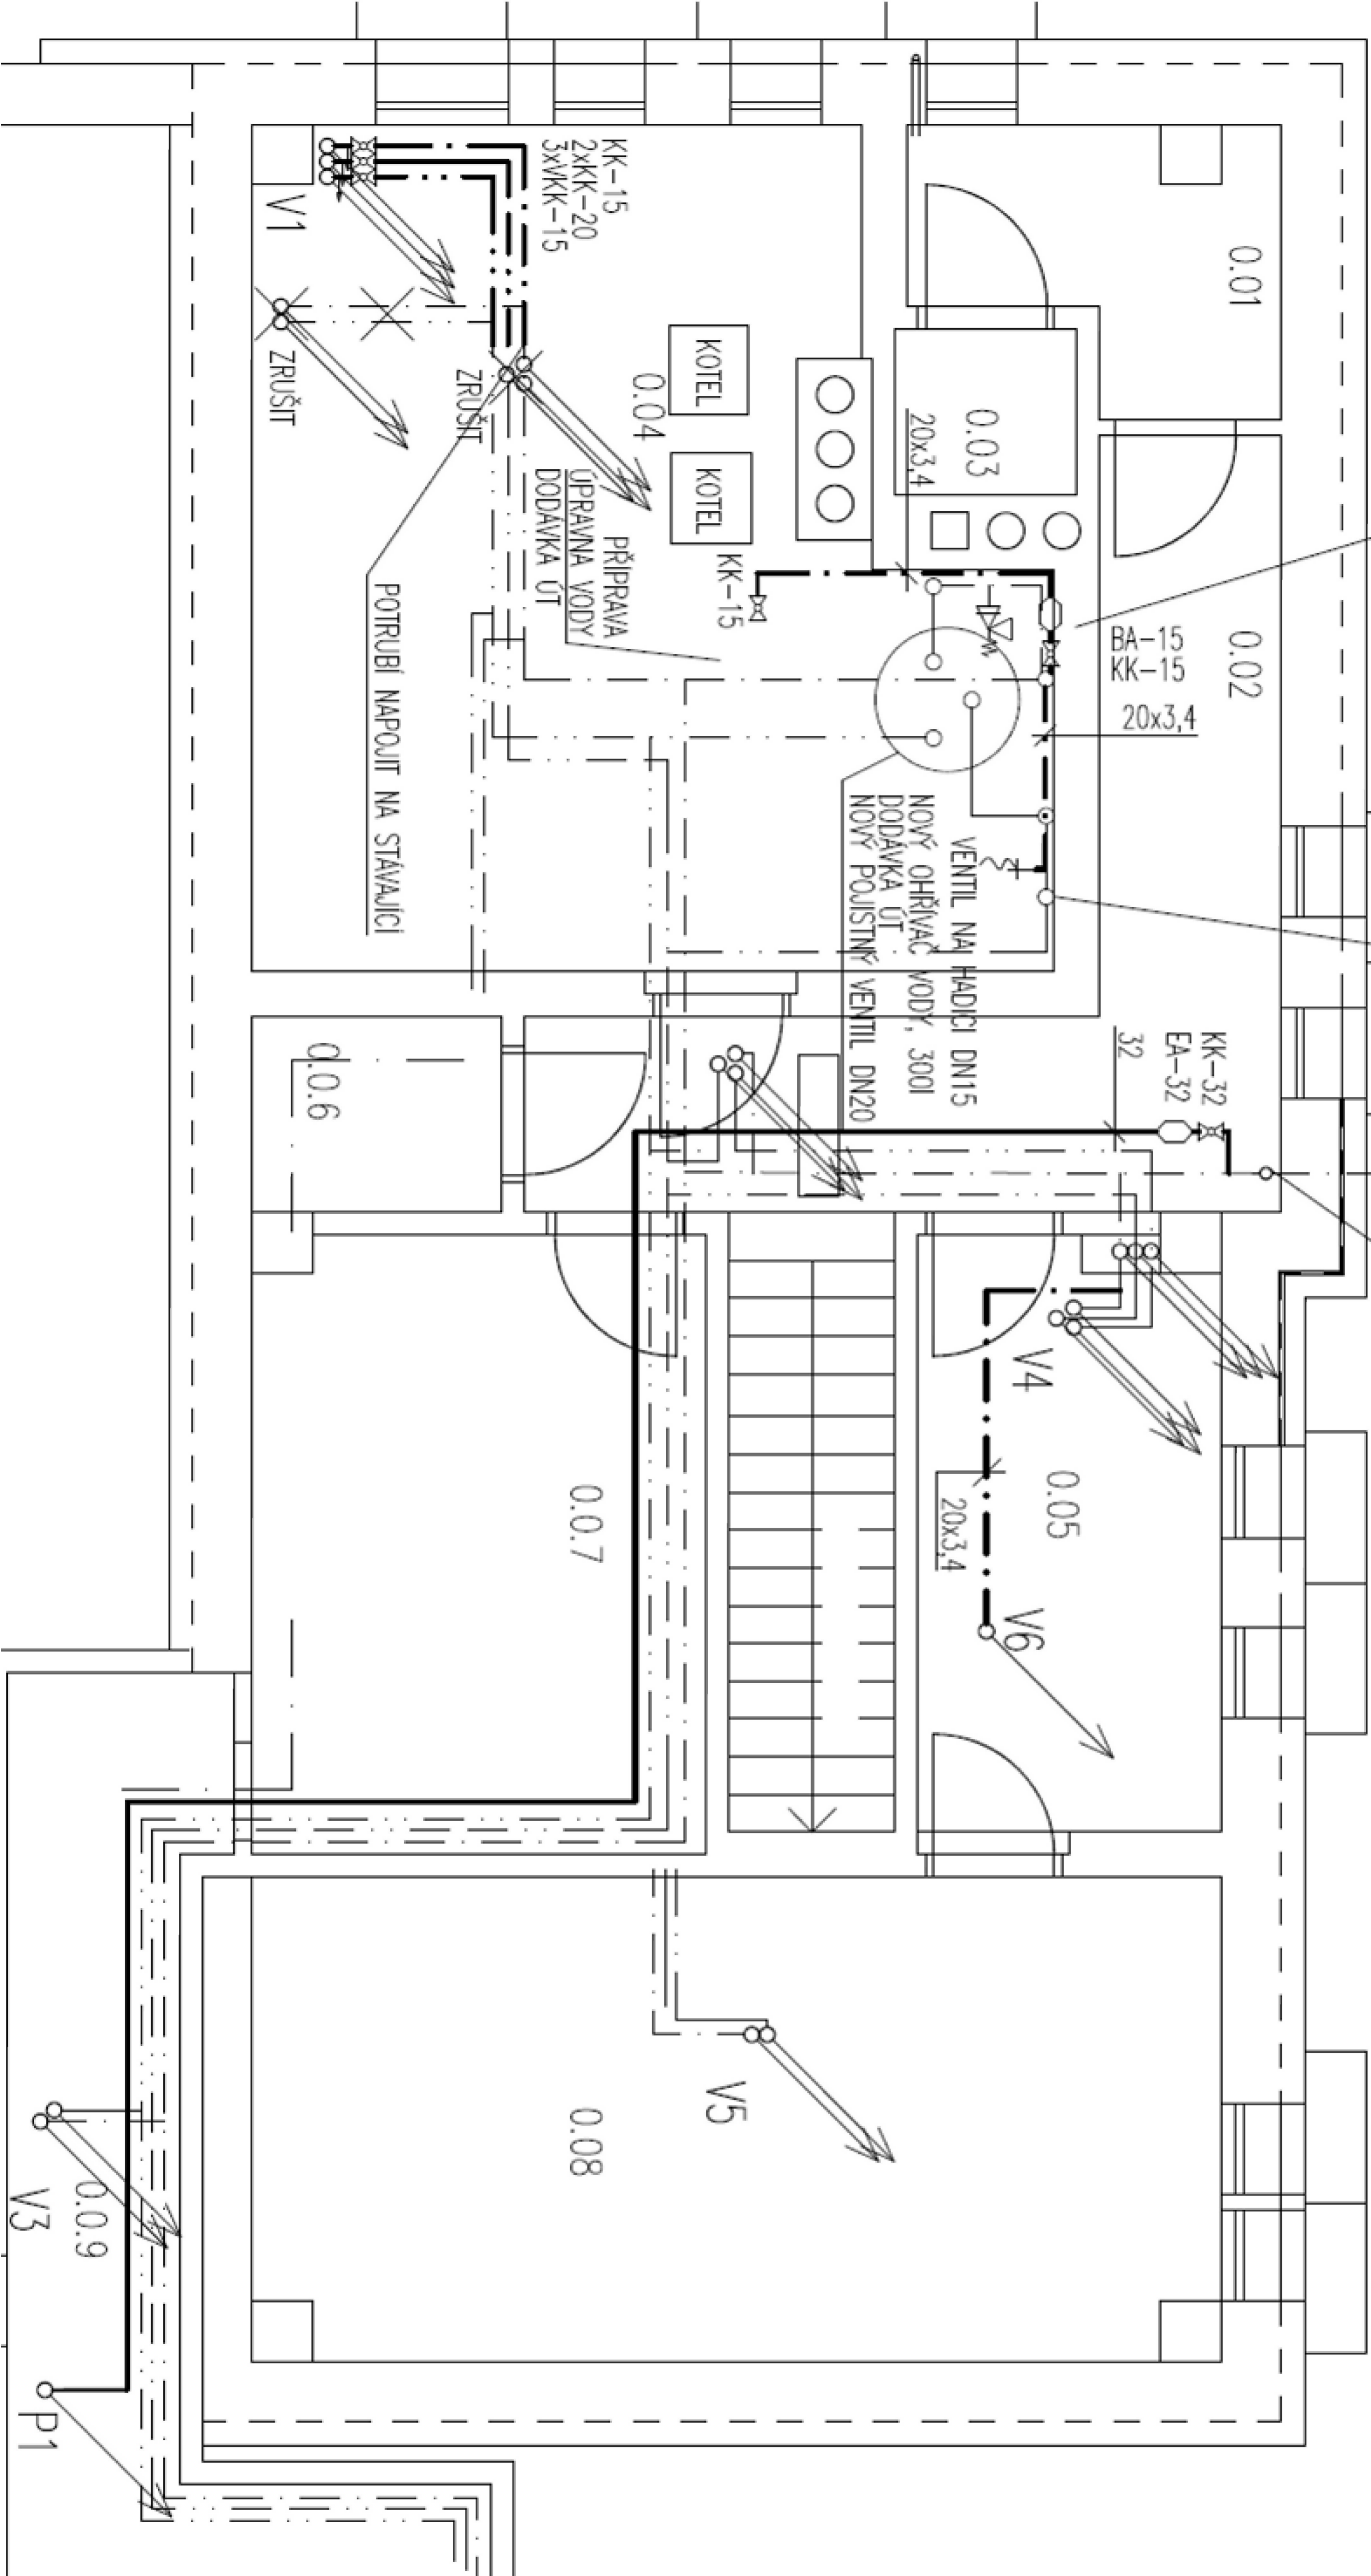 0.01
0.02
BA-15
KK-15
20x3,4
KK-32
EA-32
32
0.03
20x3,4
VENTIL NA HADICI DN15
NOVÝ OHŘÍVAČ VODY, 300l
DODÁVKA ÚT
NOVÝ POJISTNÝ VENTIL DN20
KOTEL
KOTEL
KK-15
0.04
KK-15
2xKK-20
3xVKK-15
PŘÍPRAVA
ÚPRAVNA VODY
DODÁVKA ÚT
ZRUŠIT
POTRUBÍ NAPOJIT NA STÁVAJÍCÍ
V1
ZRUŠIT
0.0.6
V4
0.05
20x3,4
V6
0.0.7
V5
0.08
0.0.9
V3
P1